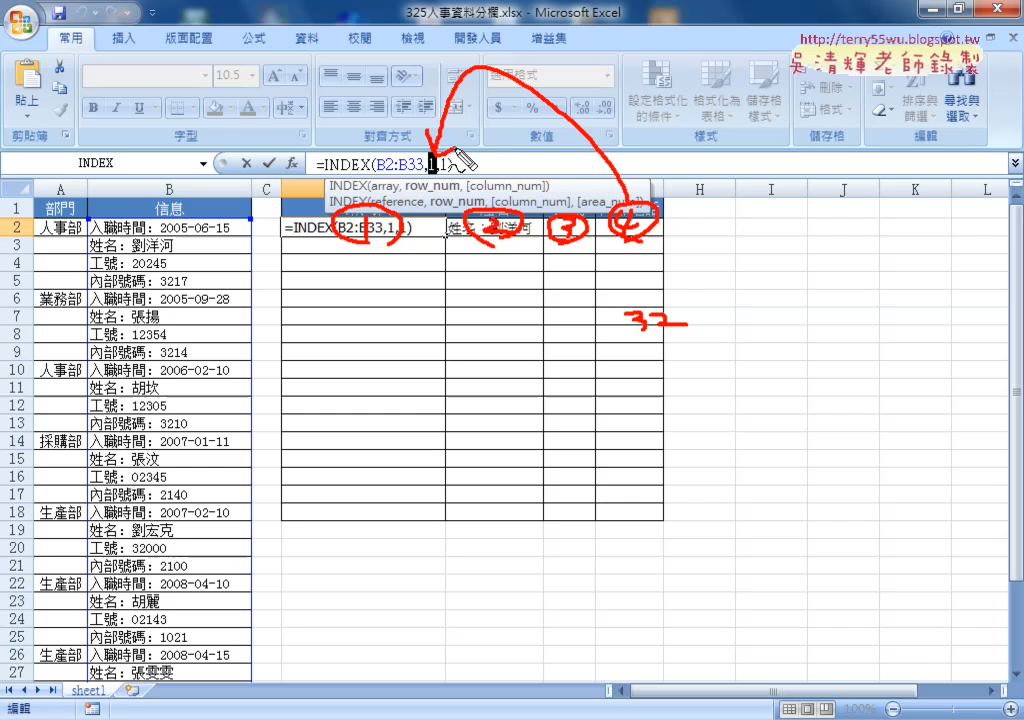 325人事資料分欄.xlsx - Microsoft Excel
常用 插入 版面配置 公式 資料 校閱 檢視 開發人員 增益集
http://terry55wu.blogspot.tw
吳清輝老師錄製
貼上 10.5 B I U 通用格式 $ % 設定格式化的條件 格式化為表格 儲存格樣式 刪除 格式 排序與篩選 尋找與選取
剪貼簿 字型 對齊方式 數值 樣式 儲存格 編輯
INDEX =INDEX(B2:B33,1,1)
INDEX(array, row_num, [column_num])
INDEX(reference, row_num, [column_num], [area_num])
A B C H I J K L
1 部門 信息
2 人事部 入職時間：2005-06-15 =INDEX(B2:B33,1,1) 姓名：劉洋河
① ② ③ ④
3 姓名：劉洋河
4 工號：20245
5 內部號碼：3217
6 業務部 入職時間：2005-09-28
7 姓名：張揚 32
8 工號：12354
9 內部號碼：3214
10 人事部 入職時間：2006-02-10
11 姓名：胡坎
12 工號：12305
13 內部號碼：3210
14 採購部 入職時間：2007-01-11
15 姓名：張汶
16 工號：02345
17 內部號碼：2140
18 生產部 入職時間：2007-02-10
19 姓名：劉宏克
20 工號：32000
21 內部號碼：2100
22 生產部 入職時間：2008-04-10
23 姓名：胡麗
24 工號：02143
25 內部號碼：1021
26 生產部 入職時間：2008-04-15
27 姓名：張雯雯
sheet1
編輯 100%